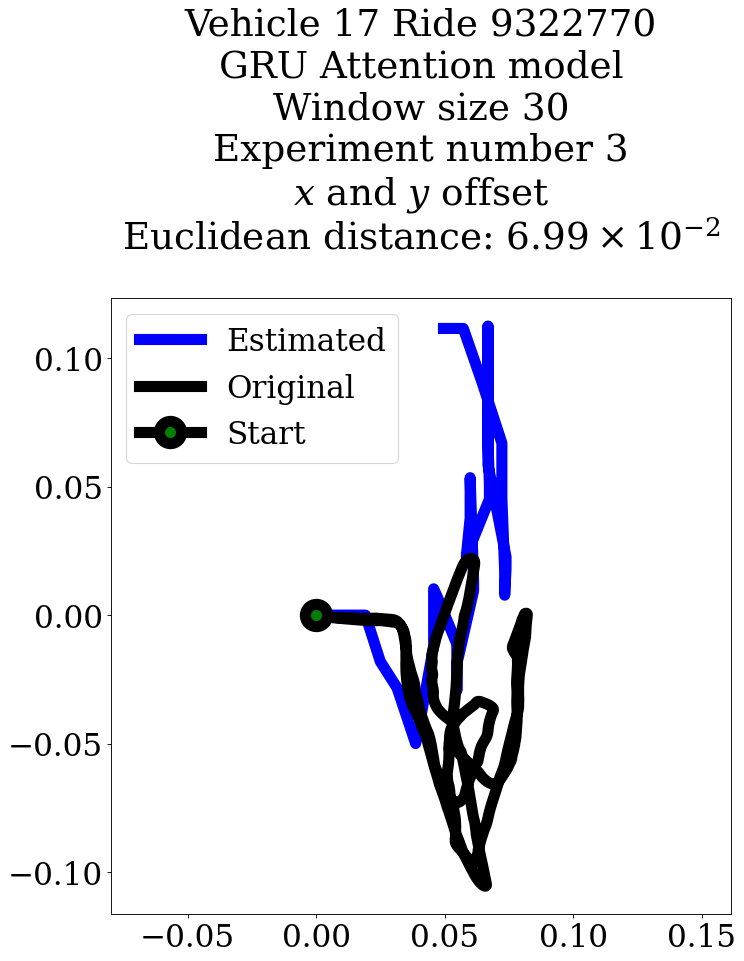 Vehicle 17 Ride 9322770
GRU Attention model
Window size 30
Experiment number 3
x and y offset
Euclidean distance: 6.99 × 10⁻²
Estimated
Original
Start
0.10
0.05
0.00
−0.05
−0.10
−0.05 0.00 0.05 0.10 0.15